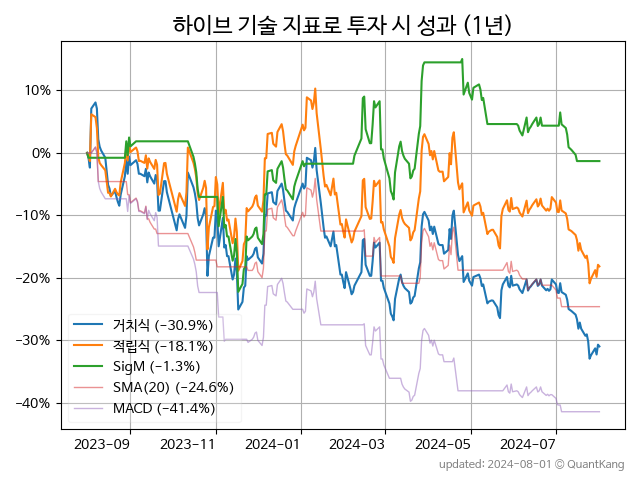 하이브 기술 지표로 투자 시 성과 (1년)
10%
0%
−10%
−20%
−30%
−40%
거치식 (−30.9%)
적립식 (−18.1%)
SigM (−1.3%)
SMA(20) (−24.6%)
MACD (−41.4%)
2023−09 2023−11 2024−01 2024−03 2024−05 2024−07
updated: 2024−08−01 © QuantKang